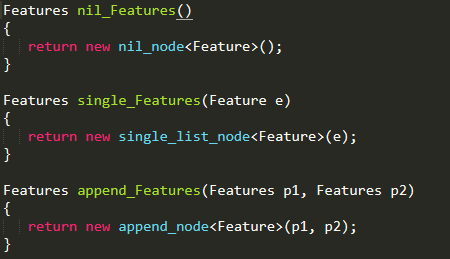 Features nil_Features()
{
    return new nil_node<Feature>();
}

Features single_Features(Feature e)
{
    return new single_list_node<Feature>(e);
}

Features append_Features(Features p1, Features p2)
{
    return new append_node<Feature>(p1, p2);
}